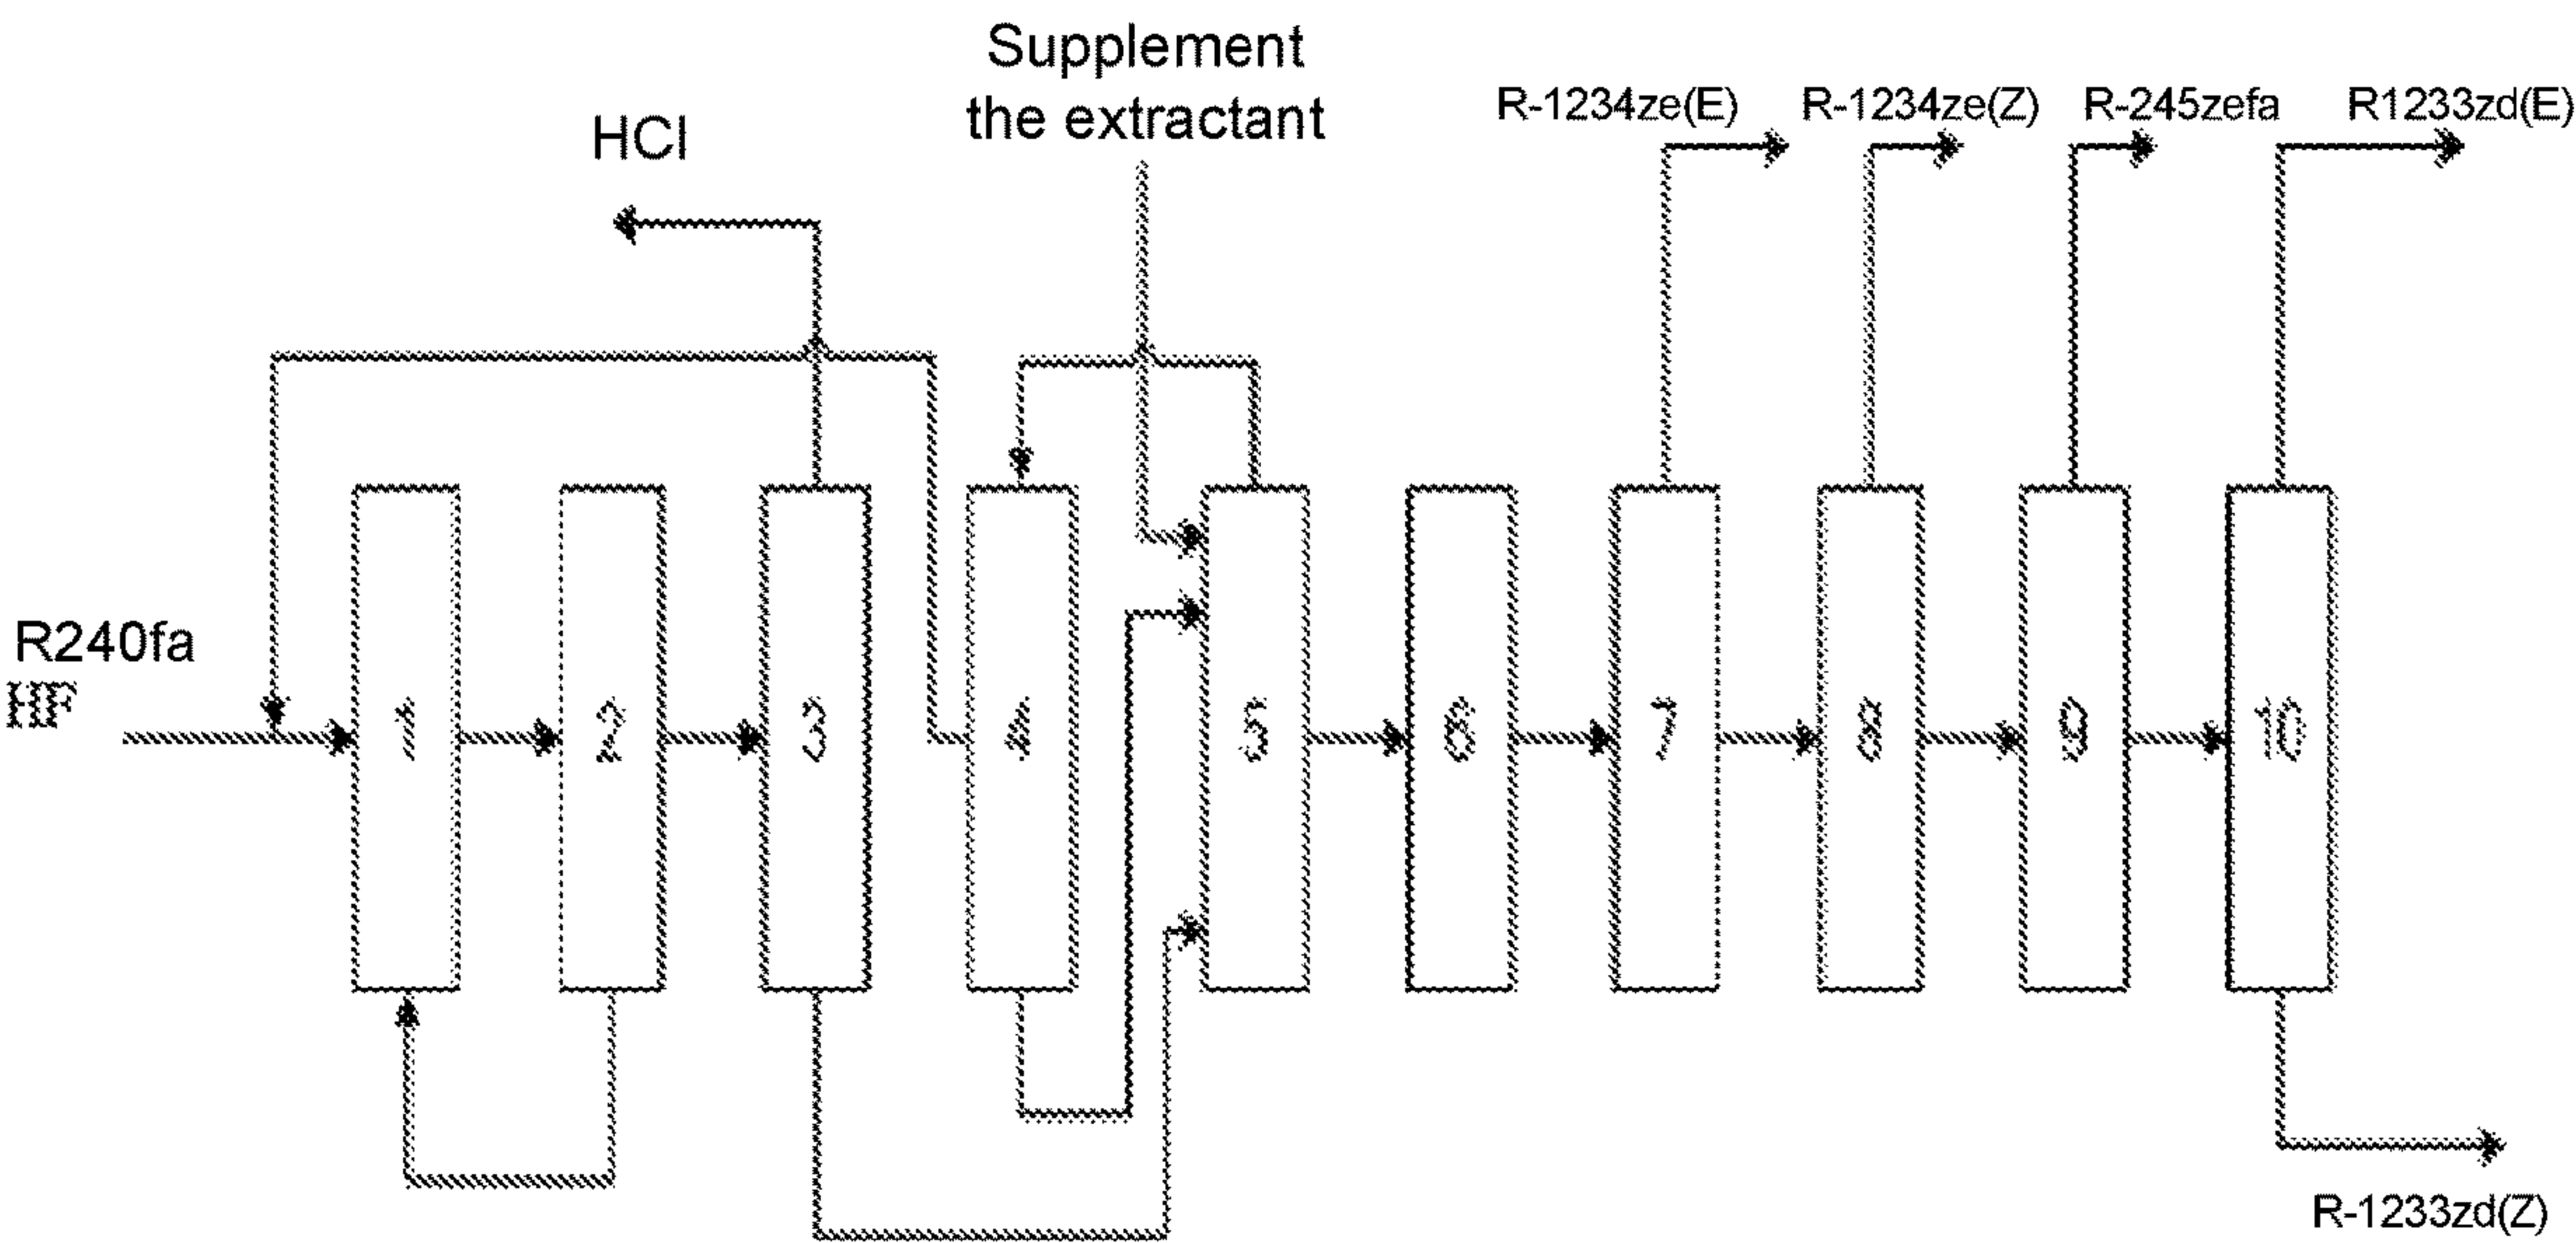 Supplement
the extractant
HCl
R-1234ze(E)
R-1234ze(Z)
R-245zefa
R1233zd(E)
R240fa
HF
1
2
3
4
5
6
7
8
9
10
R-1233zd(Z)